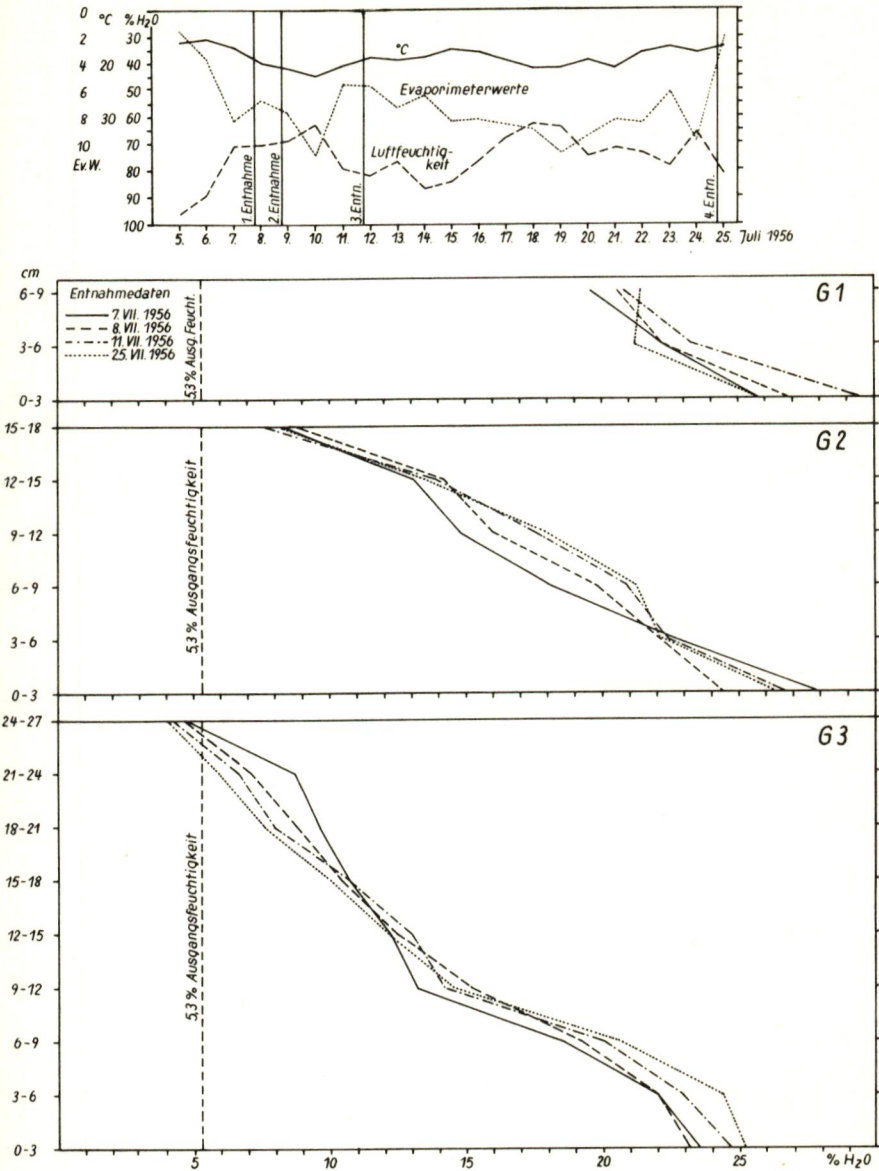 0 °C % H₂O
2 30
4 20 40
6 50
8 30 60
10 70
Ev.W. 80
90
100
°C
Evaporimeterwerte
Luftfeuchtig-
keit
1. Entnahme
2. Entnahme
3. Entn.
4. Entn.
5. 6. 7. 8. 9. 10. 11. 12. 13. 14. 15. 16. 17. 18. 19. 20. 21. 22. 23. 24. 25. Juli 1956
cm
6-9
3-6
0-3
Entnahmedaten
7. VII. 1956
8. VII. 1956
11. VII. 1956
25. VII. 1956
5,3% Ausg. Feucht.
G1
15-18
12-15
9-12
6-9
3-6
0-3
5,3% Ausgangsfeuchtigkeit
G2
24-27
21-24
18-21
15-18
12-15
9-12
6-9
3-6
0-3
5,3% Ausgangsfeuchtigkeit
G3
5 10 15 20 25 % H₂O